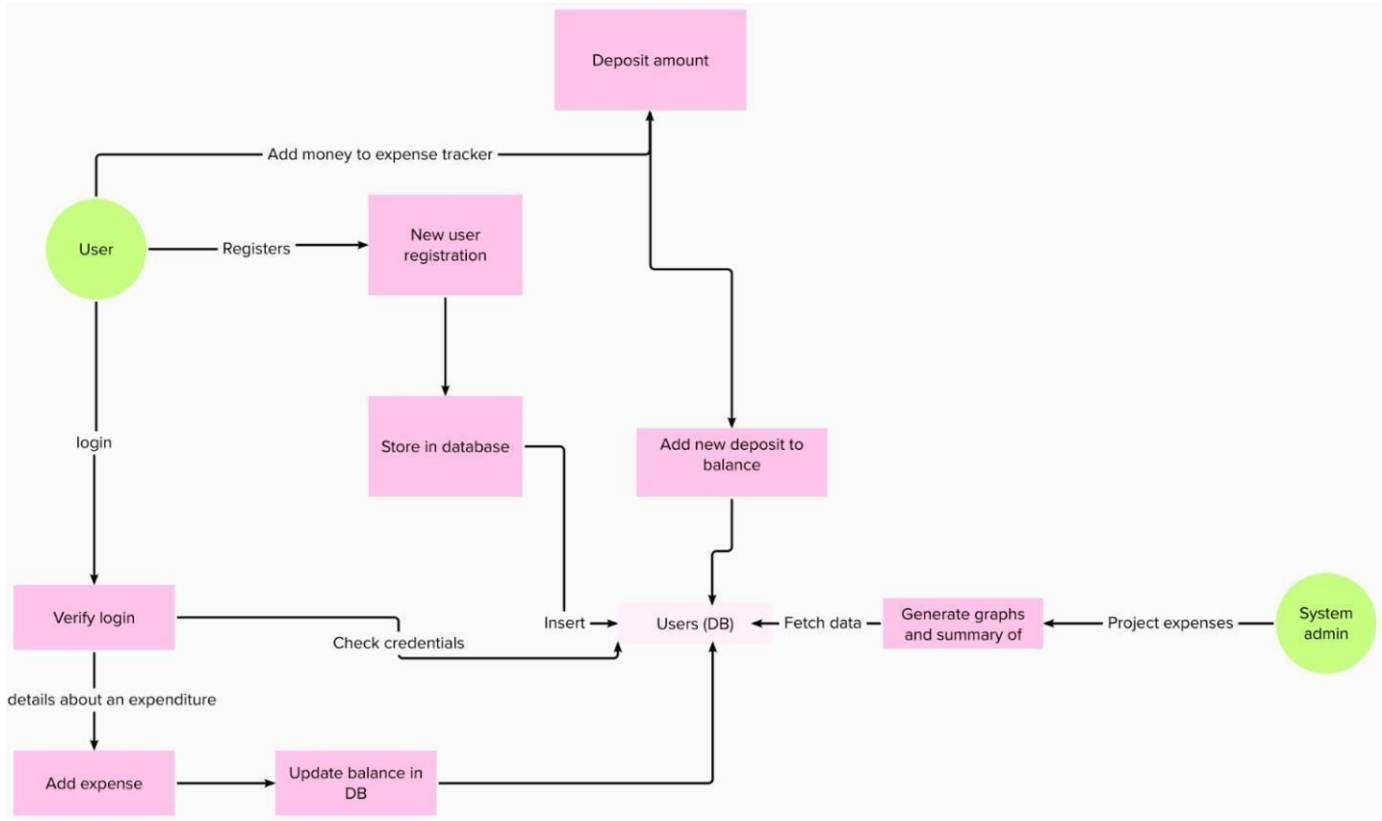 Deposit amount
Add money to expense tracker
User
Registers
New user
registration
login
Store in database
Add new deposit to
balance
Verify login
Check credentials
Insert
Users (DB)
Fetch data
Generate graphs
and summary of
Project expenses
System
admin
details about an expenditure
Add expense
Update balance in
DB